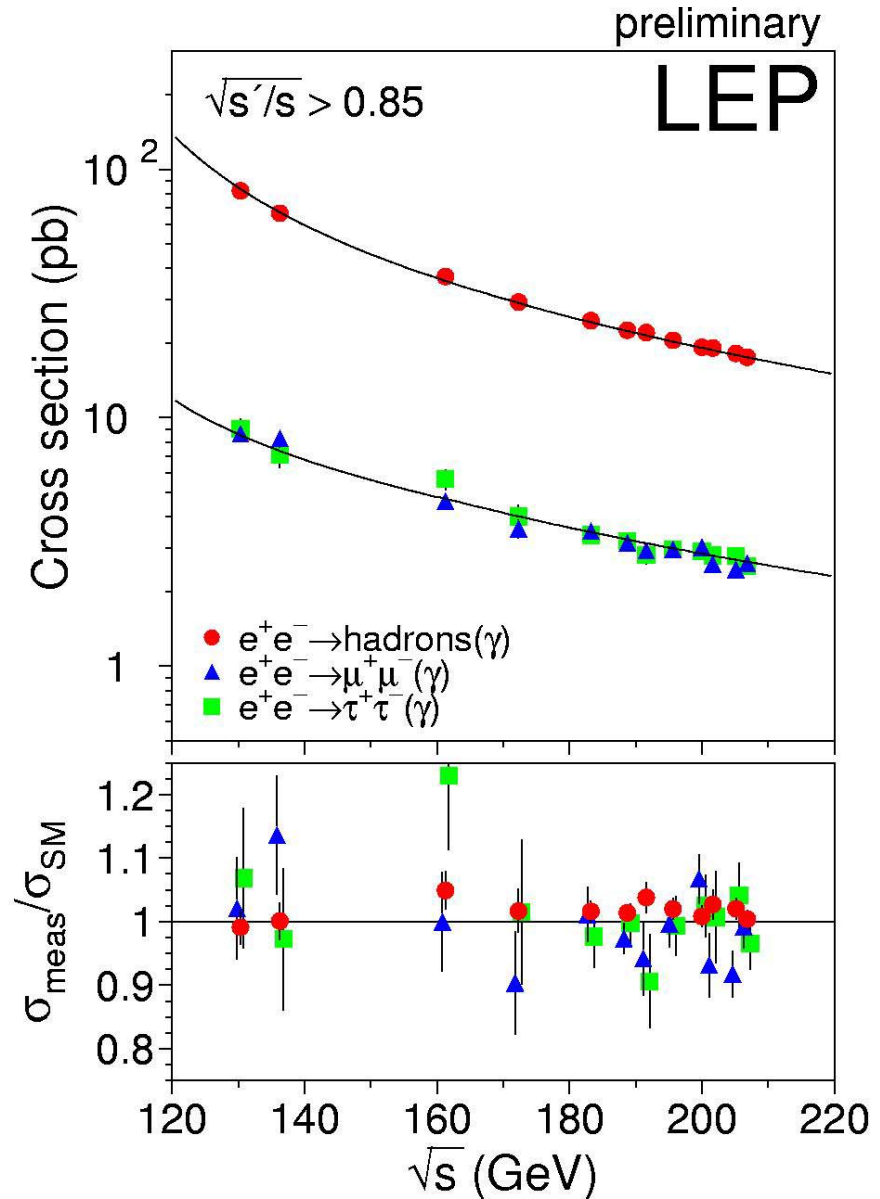 preliminary
LEP
√s´/s > 0.85
Cross section (pb)
10²
10
1
e⁺e⁻→hadrons(γ)
e⁺e⁻→μ⁺μ⁻(γ)
e⁺e⁻→τ⁺τ⁻(γ)
σmeas/σSM
1.2
1.1
1
0.9
0.8
120 140 160 180 200 220
√s (GeV)